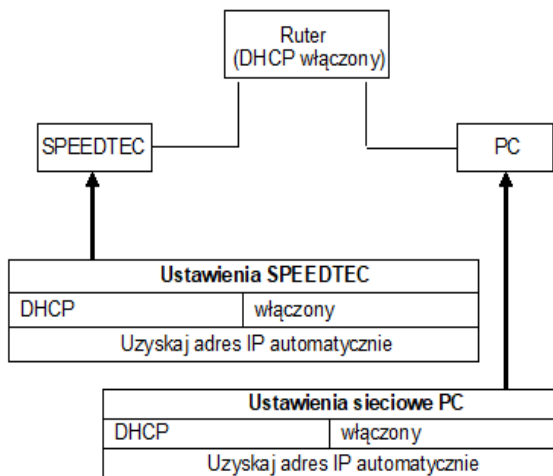 Ruter
(DHCP włączony)
SPEEDTEC
PC
Ustawienia SPEEDTEC
DHCP włączony
Uzyskaj adres IP automatycznie
Ustawienia sieciowe PC
DHCP włączony
Uzyskaj adres IP automatycznie